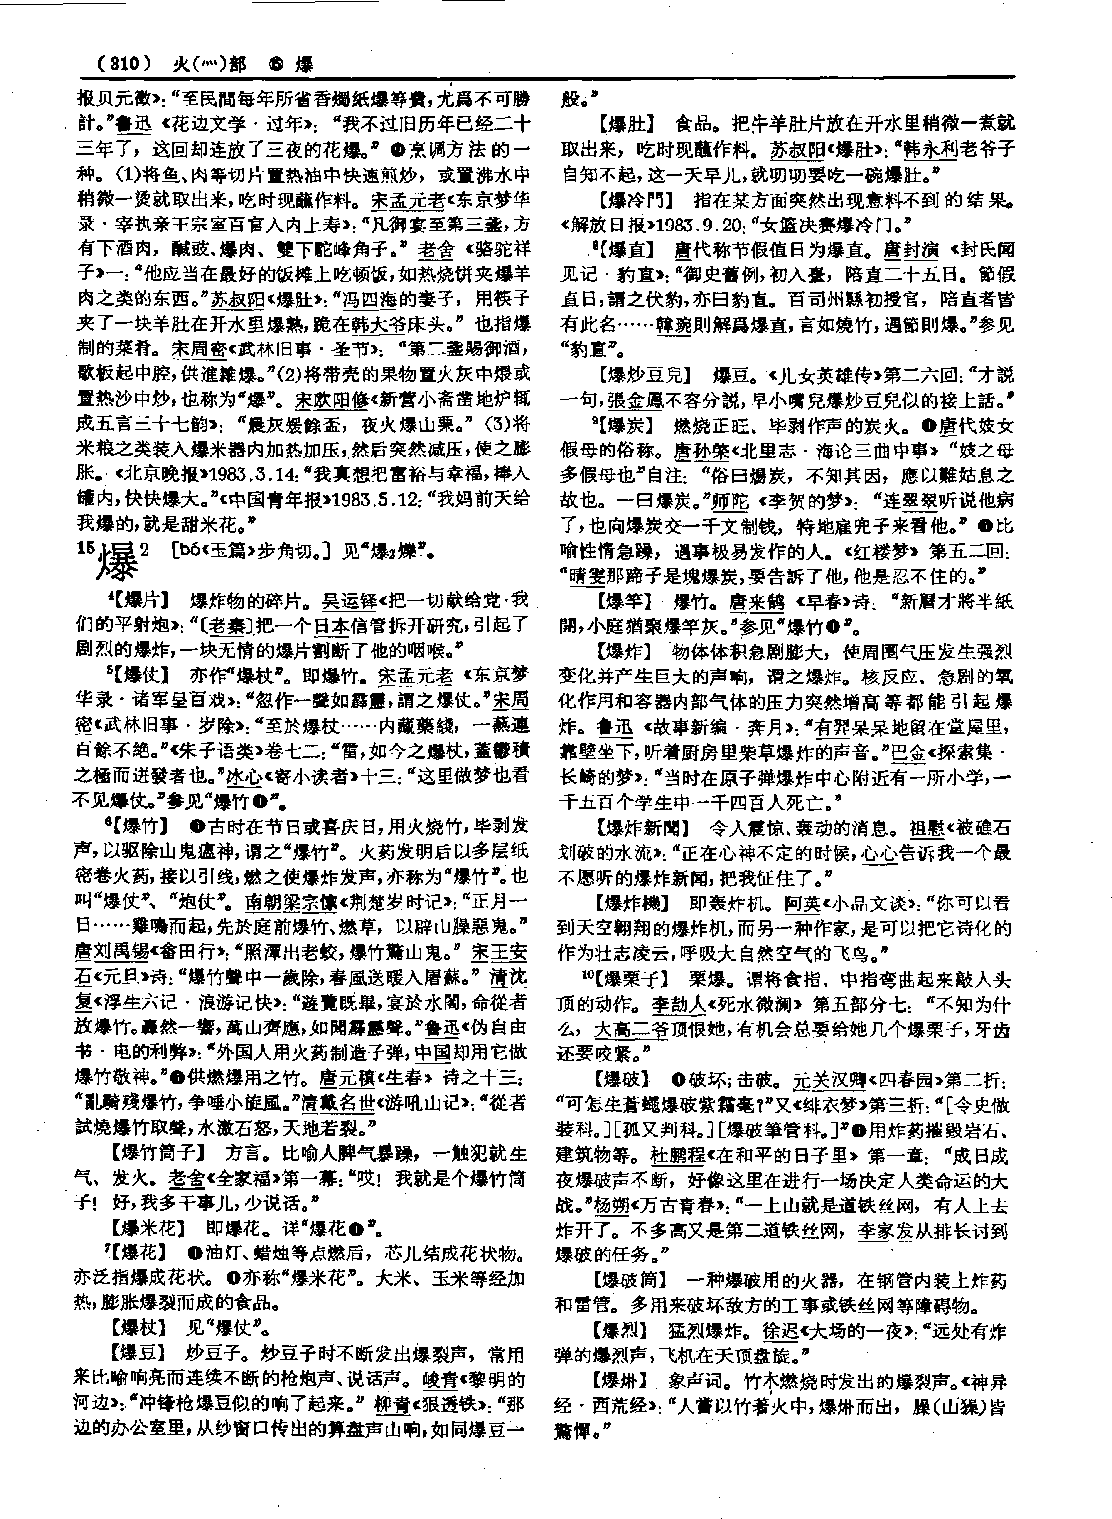 (310) 火(灬)部 ⑮ 爆
报贝元徵》：“至民間每年所省香燭紙爆等費，尤爲不可勝
計。”鲁迅《花边文学·过年》：“我不过旧历年已经二十
三年了，这回却连放了三夜的花爆。”❹烹调方法的一
种。(1)将鱼、肉等切片置热油中快速煎炒，或置沸水中
稍微一烫就取出来，吃时现蘸作料。宋孟元老《东京梦华
录·宰执亲王宗室百官入内上寿》：“凡御宴至第三盏，方
有下酒肉，醎豉、爆肉、雙下駝峰角子。”老舍《骆驼祥
子》一：“他应当在最好的饭摊上吃顿饭，如热烧饼夹爆羊
肉之类的东西。”苏叔阳《爆肚》：“冯四海的妻子，用筷子
夹了一块羊肚在开水里爆熟，跪在韩大爷床头。”也指爆
制的菜肴。宋周密《武林旧事·圣节》：“第二盏賜御酒，
歌板起中腔，供進雜爆。”(2)将带壳的果物置火灰中煨或
置热沙中炒，也称为“爆”。宋欧阳修《新营小斋凿地炉辄
成五言三十七韵》：“晨灰煖餘盃，夜火爆山栗。”(3)将
米粮之类装入爆米器内加热加压，然后突然减压，使之膨
胀。《北京晚报》1983.3.14：“我真想把富裕与幸福，捧入
罐内，快快爆大。”《中国青年报》1983.5.12：“我妈前天给
我爆的，就是甜米花。”
15爆2 [bó《玉篇》步角切。] 见“爆2爍”。
4【爆片】 爆炸物的碎片。吴运铎《把一切献给党·我
们的平射炮》：“〔老秦〕把一个日本信管拆开研究，引起了
剧烈的爆炸，一块无情的爆片割断了他的咽喉。”
5【爆仗】 亦作“爆杖”。即爆竹。宋孟元老《东京梦
华录·诸军呈百戏》：“忽作一聲如霹靂，謂之爆仗。”宋周
密《武林旧事·岁除》：“至於爆杖……内藏藥綫，一爇連
百餘不絶。”《朱子语类》卷七二：“雷，如今之爆杖，蓋鬱積
之極而迸發者也。”冰心《寄小读者》十三：“这里做梦也看
不见爆仗。”参见“爆竹❶”。
6【爆竹】 ❶古时在节日或喜庆日，用火烧竹，毕剥发
声，以驱除山鬼瘟神，谓之“爆竹”。火药发明后以多层纸
密卷火药，接以引线，燃之使爆炸发声，亦称为“爆竹”。也
叫“爆仗”、“炮仗”。南朝梁宗懔《荆楚岁时记》：“正月一
日……雞鳴而起，先於庭前爆竹、燃草，以辟山臊惡鬼。”
唐刘禹锡《畬田行》：“照潭出老蛟，爆竹驚山鬼。”宋王安
石《元日》诗：“爆竹聲中一歲除，春風送暖入屠蘇。”清沈
复《浮生六记·浪游记快》：“遊覽既畢，宴於水閣，命從者
放爆竹。轟然一響，萬山齊應，如聞霹靂聲。”鲁迅《伪自由
书·电的利弊》：“外国人用火药制造子弹，中国却用它做
爆竹敬神。”❷供燃爆用之竹。唐元稹《生春》诗之十三：
“亂騎殘爆竹，争唾小旋風。”清戴名世《游吼山记》：“從者
試燒爆竹取聲，水激石怒，天地若裂。”
【爆竹筒子】 方言。比喻人脾气暴躁，一触犯就生
气、发火。老舍《全家福》第一幕：“哎！我就是个爆竹筒
子！好，我多干事儿，少说话。”
【爆米花】 即爆花。详“爆花❷”。
7【爆花】 ❶油灯、蜡烛等点燃后，芯儿结成花状物。
亦泛指爆成花状。❷亦称“爆米花”。大米、玉米等经加
热，膨胀爆裂而成的食品。
【爆杖】 见“爆仗”。
【爆豆】 炒豆子。炒豆子时不断发出爆裂声，常用
来比喻响亮而连续不断的枪炮声、说话声。峻青《黎明的
河边》：“冲锋枪爆豆似的响了起来。”柳青《狠透铁》：“那
边的办公室里，从纱窗口传出的算盘声山响，如同爆豆一
般。”
【爆肚】 食品。把牛羊肚片放在开水里稍微一煮就
取出来，吃时现蘸作料。苏叔阳《爆肚》：“韩永利老爷子
自知不起，这一天早儿，就叨叨要吃一碗爆肚。”
【爆冷門】 指在某方面突然出现意料不到的结果。
《解放日报》1983.9.20：“女篮决赛爆冷门。”
8【爆直】 唐代称节假值日为爆直。唐封演《封氏闻
见记·豹直》：“御史舊例，初入臺，陪直二十五日。節假
直日，謂之伏豹，亦曰豹直。百司州縣初授官，陪直者皆
有此名……韓琬則解爲爆直，言如燒竹，遇節則爆。”参见
“豹直”。
【爆炒豆兒】 爆豆。《儿女英雄传》第二六回：“才説
一句，張金鳳不容分說，早小嘴兒爆炒豆兒似的接上話。”
9【爆炭】 燃烧正旺、毕剥作声的炭火。❶唐代妓女
假母的俗称。唐孙棨《北里志·海论三曲中事》“妓之母
多假母也”自注：“俗曰爆炭，不知其因，應以難姑息之
故也。一曰爆炭。”师陀《李贺的梦》：“连翠翠听说他病
了，也向爆炭交一千文制钱，特地雇兜子来看他。”❷比
喻性情急躁，遇事极易发作的人。《红楼梦》第五二回：
“晴雯那蹄子是塊爆炭，要告訴了他，他是忍不住的。”
【爆竿】 爆竹。唐来鹄《早春》诗：“新曆才將半紙
開，小庭猶聚爆竿灰。”参见“爆竹❶”。
【爆炸】 物体体积急剧膨大，使周围气压发生强烈
变化并产生巨大的声响，谓之爆炸。核反应、急剧的氧
化作用和容器内部气体的压力突然增高等都能引起爆
炸。鲁迅《故事新编·奔月》：“有羿呆呆地留在堂屋里，
靠壁坐下，听着厨房里柴草爆炸的声音。”巴金《探索集·
长崎的梦》：“当时在原子弹爆炸中心附近有一所小学，一
千五百个学生中一千四百人死亡。”
【爆炸新聞】 令人震惊、轰动的消息。祖慰《被礁石
划破的水流》：“正在心神不定的时候，心心告诉我一个最
不愿听的爆炸新闻，把我怔住了。”
【爆炸機】 即轰炸机。阿英《小品文谈》：“你可以看
到天空翱翔的爆炸机，而另一种作家，是可以把它诗化的
作为壮志凌云，呼吸大自然空气的飞鸟。”
10【爆栗子】 栗爆。谓将食指、中指弯曲起来敲人头
顶的动作。李劼人《死水微澜》第五部分七：“不知为什
么，大高二爷顶恨她，有机会总要给她几个爆栗子，牙齿
还要咬紧。”
【爆破】 ❶破坏；击破。元关汉卿《四春园》第二折：
“可怎生蒼蠅爆破紫霜毫？”又《绯衣梦》第三折：“[令史做
装科。][孤又判科。][爆破筆管科。]”❷用炸药摧毁岩石、
建筑物等。杜鹏程《在和平的日子里》第一章：“成日成
夜爆破声不断，好像这里在进行一场决定人类命运的大
战。”杨朔《万古青春》：“一上山就是道铁丝网，有人上去
炸开了。不多高又是第二道铁丝网，李家发从排长讨到
爆破的任务。”
【爆破筒】 一种爆破用的火器，在钢管内装上炸药
和雷管。多用来破坏敌方的工事或铁丝网等障碍物。
【爆烈】 猛烈爆炸。徐迟《大场的一夜》：“远处有炸
弹的爆烈声，飞机在天顶盘旋。”
【爆烞】 象声词。竹木燃烧时发出的爆裂声。《神异
经·西荒经》：“人嘗以竹著火中，爆烞而出，臊(山臊)皆
驚憚。”